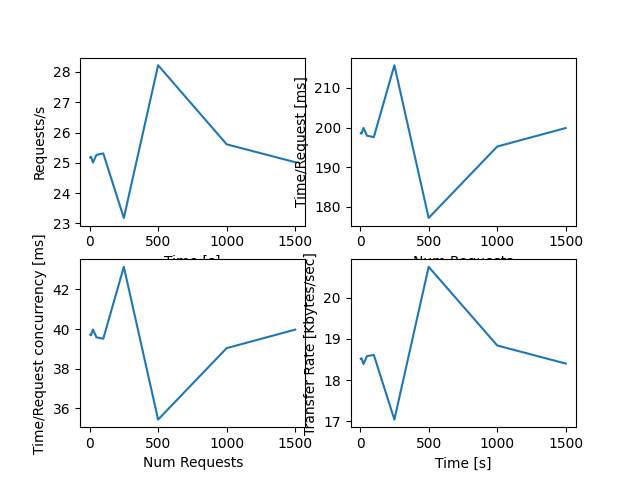 Requests/s
28
27
26
25
24
23
0 500 1000 1500
Time [s]
Time/Request [ms]
210
200
190
180
0 500 1000 1500
Num Requests
Time/Request concurrency [ms]
42
40
38
36
0 500 1000 1500
Num Requests
Transfer Rate [Kbytes/sec]
20
19
18
17
0 500 1000 1500
Time [s]